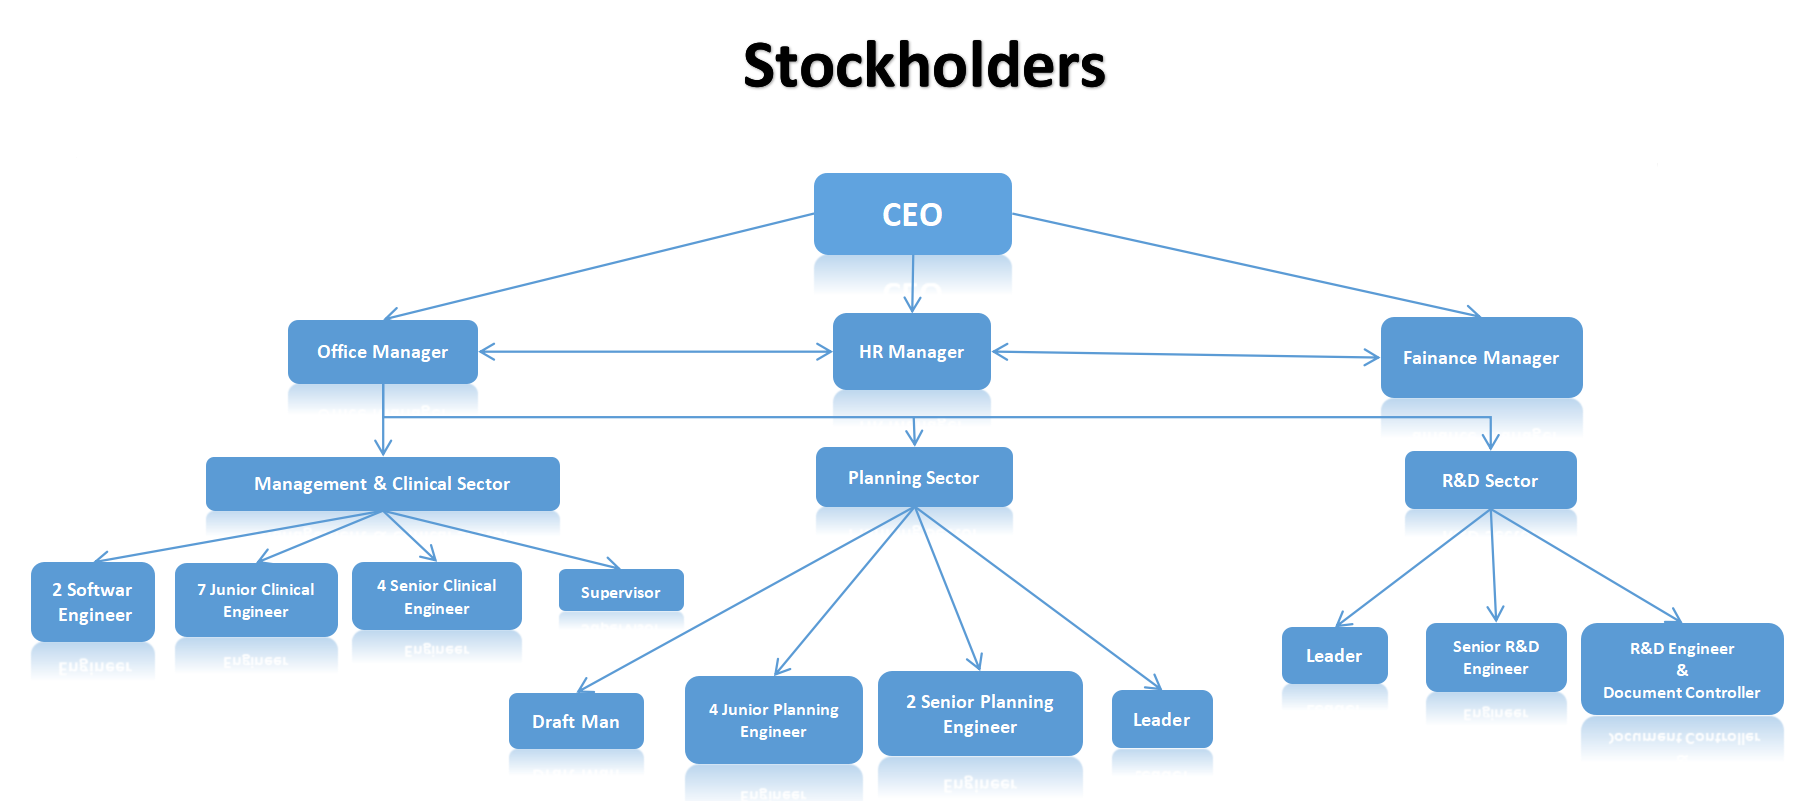 Stockholders
CEO
Office Manager
HR Manager
Fainance Manager
Management & Clinical Sector
Planning Sector
R&D Sector
2 Softwar
Engineer
7 Junior Clinical
Engineer
4 Senior Clinical
Engineer
Supervisor
Draft Man
4 Junior Planning
Engineer
2 Senior Planning
Engineer
Leader
Leader
Senior R&D
Engineer
R&D Engineer
&
Document Controller